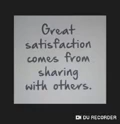 Great
satisfaction
comes from
sharing
with others.
DU RECORDER